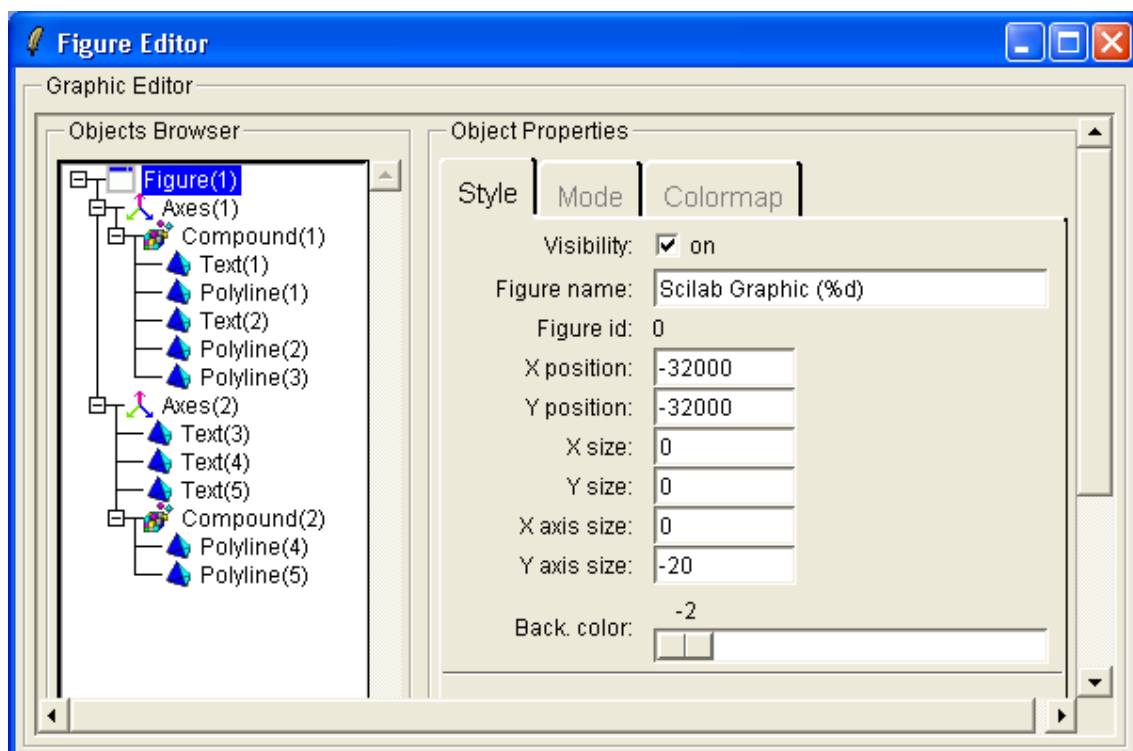 Figure Editor
Graphic Editor
Objects Browser
Figure(1)
Axes(1)
Compound(1)
Text(1)
Polyline(1)
Text(2)
Polyline(2)
Polyline(3)
Axes(2)
Text(3)
Text(4)
Text(5)
Compound(2)
Polyline(4)
Polyline(5)
Object Properties
Style Mode Colormap
Visibility: on
Figure name: Scilab Graphic (%d)
Figure id: 0
X position: -32000
Y position: -32000
X size: 0
Y size: 0
X axis size: 0
Y axis size: -20
-2
Back. color: